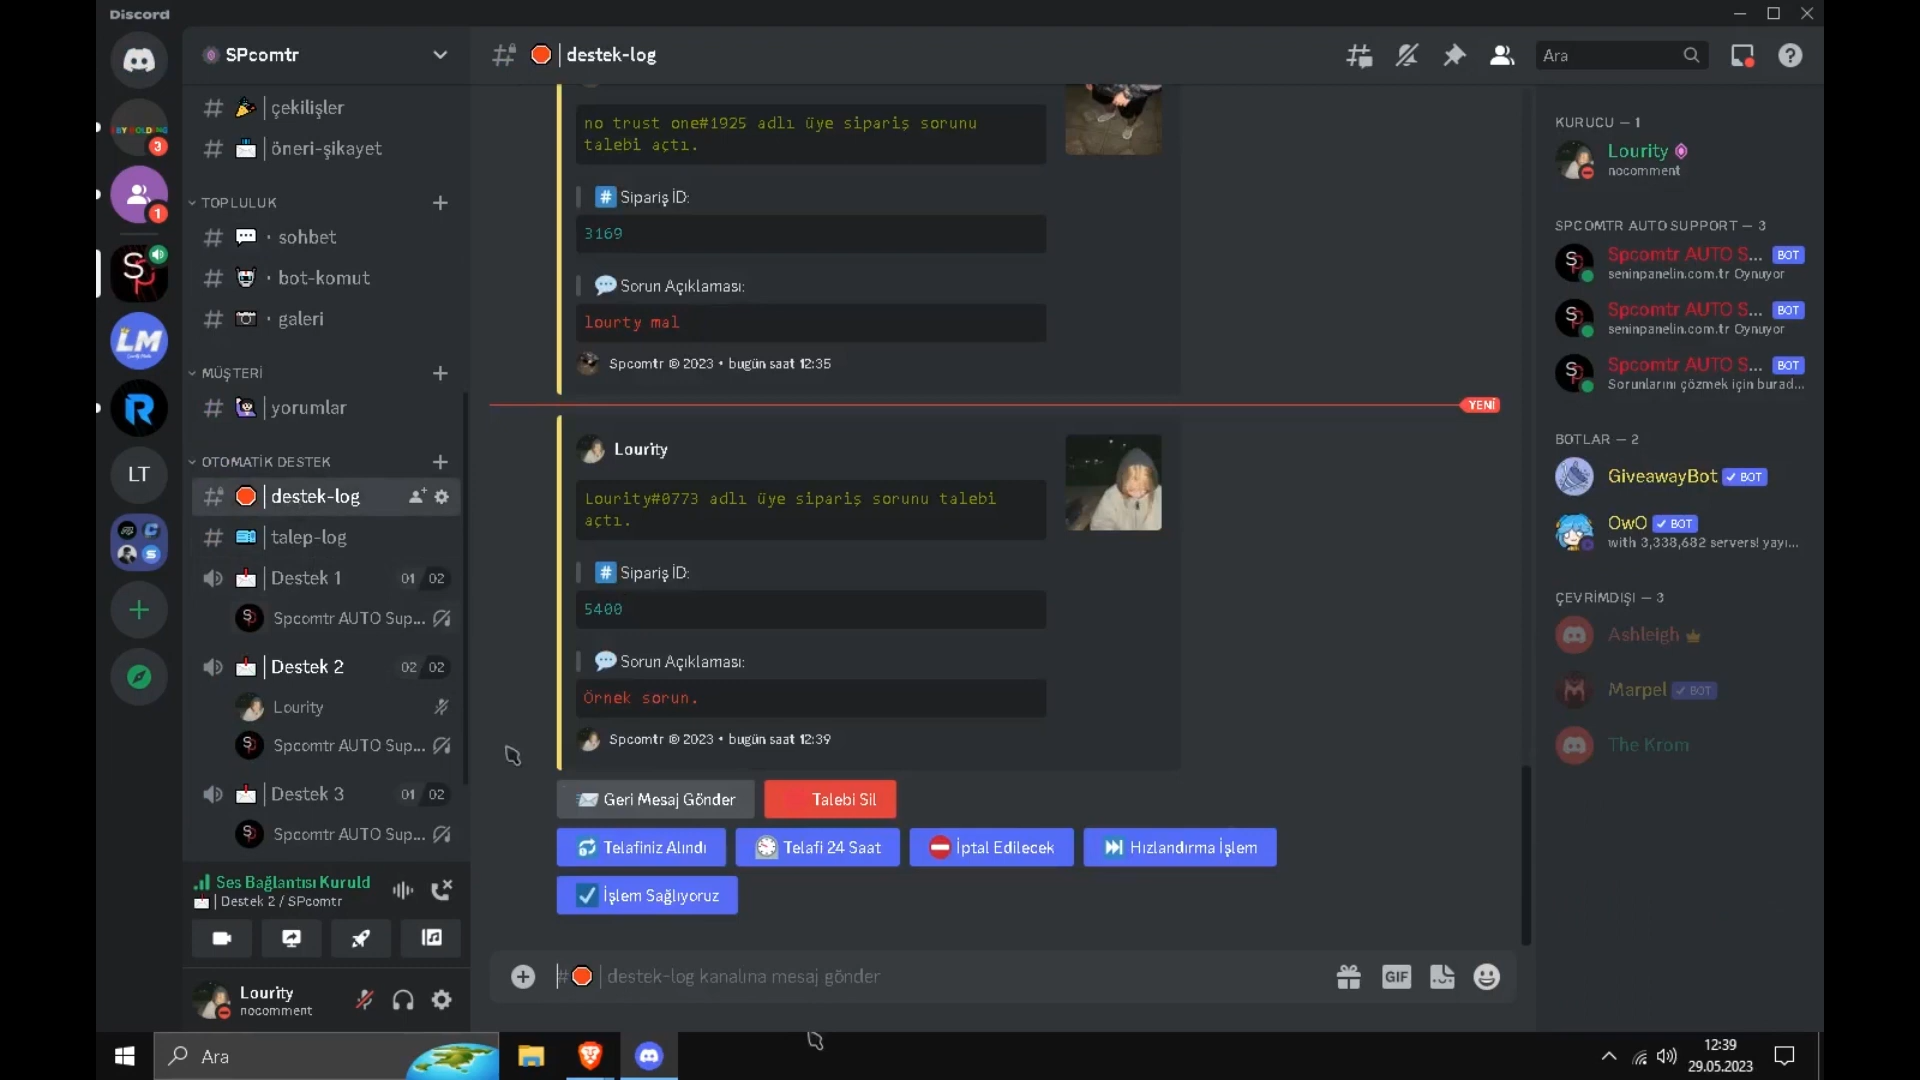 Discord
SPcomtr
çekilişler
öneri-şikayet
TOPLULUK
sohbet
bot-komut
galeri
MÜŞTERİ
yorumlar
OTOMATİK DESTEK
destek-log
talep-log
Destek 1 01 02
Spcomtr AUTO Sup...
Destek 2 02 02
Lourity
Spcomtr AUTO Sup...
Destek 3 01 02
Spcomtr AUTO Sup...
Ses Bağlantısı Kuruld
Destek 2 / SPcomtr
Lourity
nocomment
3
1
LM
LT
destek-log
Ara
no trust one#1925 adlı üye sipariş sorunu
talebi açtı.
# Sipariş İD:
3169
Sorun Açıklaması:
lourty mal
Spcomtr © 2023 • bugün saat 12:35
YENİ
Lourity
Lourity#0773 adlı üye sipariş sorunu talebi
açtı.
# Sipariş İD:
5400
Sorun Açıklaması:
Örnek sorun.
Spcomtr © 2023 • bugün saat 12:39
Geri Mesaj Gönder
Talebi Sil
Telafiniz Alındı
Telafi 24 Saat
İptal Edilecek
Hızlandırma İşlem
İşlem Sağlıyoruz
destek-log kanalına mesaj gönder
GIF
KURUCU — 1
Lourity
nocomment
SPCOMTR AUTO SUPPORT — 3
Spcomtr AUTO S... BOT
seninpanelin.com.tr Oynuyor
Spcomtr AUTO S... BOT
seninpanelin.com.tr Oynuyor
Spcomtr AUTO S... BOT
Sorunlarını çözmek için burad...
BOTLAR — 2
GiveawayBot BOT
OwO BOT
with 3,338,682 servers! yayı...
ÇEVRİMDIŞI — 3
Ashleigh
Marpel BOT
The Krom
Ara
12:39
29.05.2023